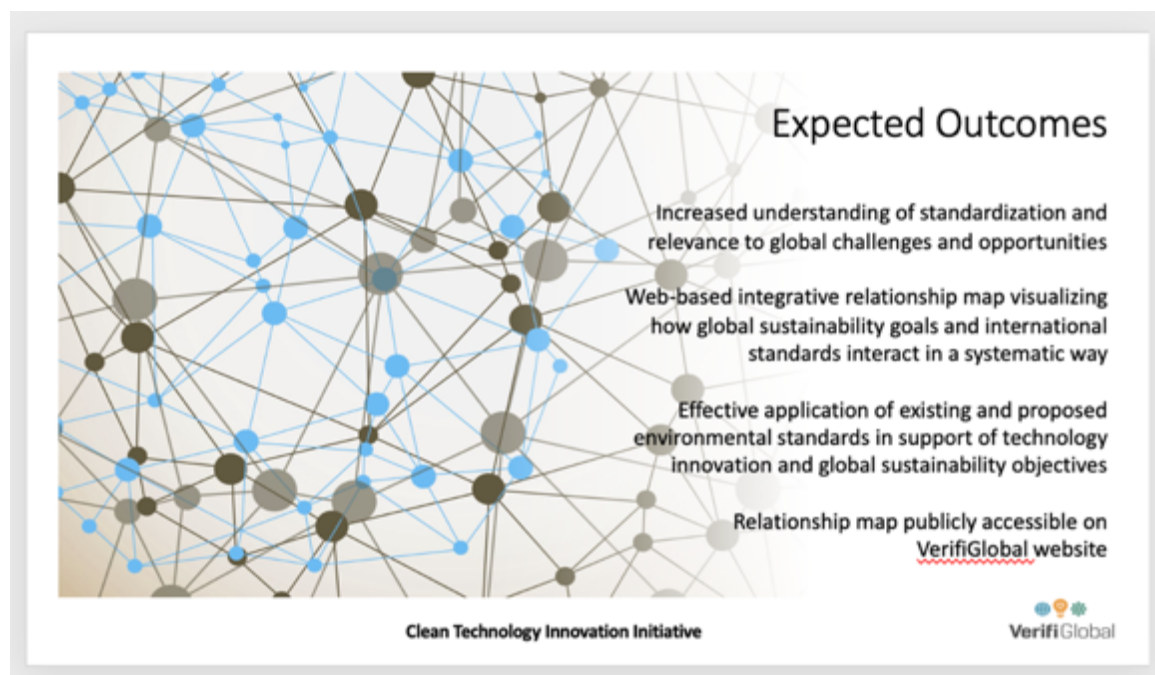 Expected Outcomes
Increased understanding of standardization and
relevance to global challenges and opportunities
Web-based integrative relationship map visualizing
how global sustainability goals and international
standards interact in a systematic way
Effective application of existing and proposed
environmental standards in support of technology
innovation and global sustainability objectives
Relationship map publicly accessible on
VerifiGlobal website
Clean Technology Innovation Initiative
VerifiGlobal